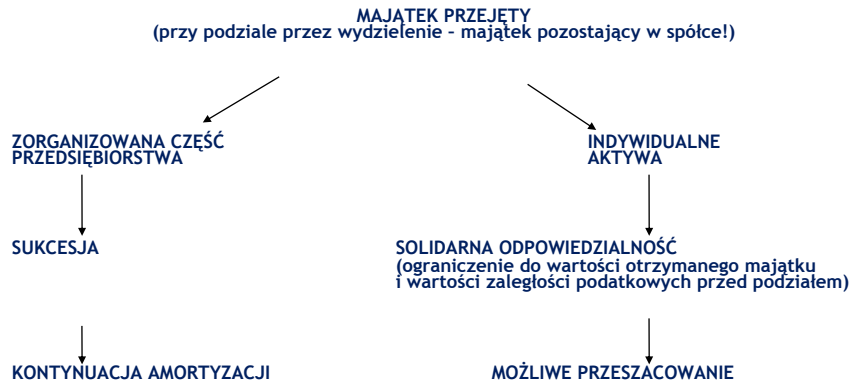 MAJĄTEK PRZEJĘTY
(przy podziale przez wydzielenie – majątek pozostający w spółce!)
ZORGANIZOWANA CZĘŚĆ
PRZEDSIĘBIORSTWA
INDYWIDUALNE
AKTYWA
SUKCESJA
SOLIDARNA ODPOWIEDZIALNOŚĆ
(ograniczenie do wartości otrzymanego majątku
i wartości zaległości podatkowych przed podziałem)
KONTYNUACJA AMORTYZACJI
MOŻLIWE PRZESZACOWANIE